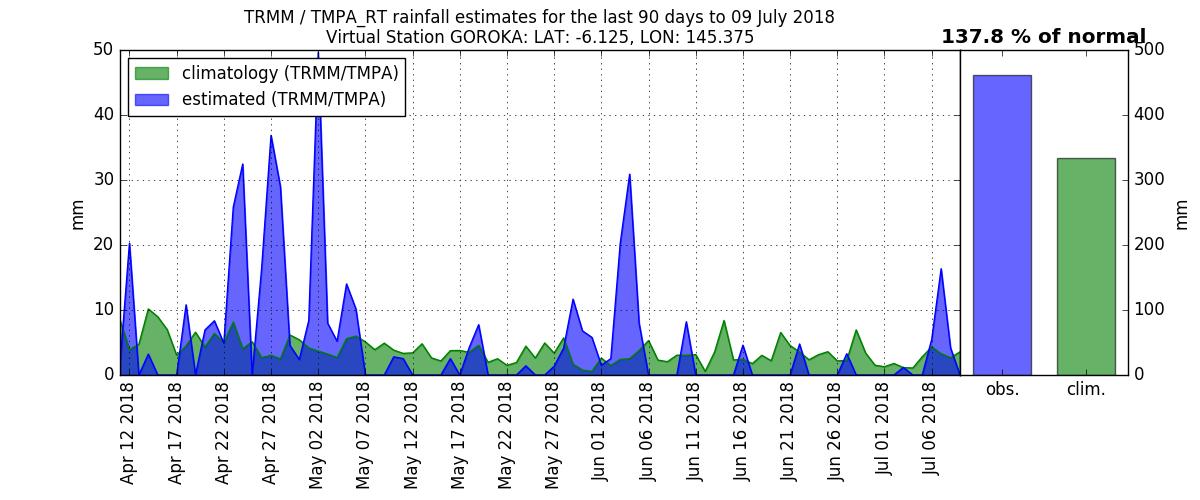 TRMM / TMPA_RT rainfall estimates for the last 90 days to 09 July 2018
Virtual Station GOROKA: LAT: -6.125, LON: 145.375
137.8 % of normal
climatology (TRMM/TMPA)
estimated (TRMM/TMPA)
mm
50
40
30
20
10
0
Apr 12 2018
Apr 17 2018
Apr 22 2018
Apr 27 2018
May 02 2018
May 07 2018
May 12 2018
May 17 2018
May 22 2018
May 27 2018
Jun 01 2018
Jun 06 2018
Jun 11 2018
Jun 16 2018
Jun 21 2018
Jun 26 2018
Jul 01 2018
Jul 06 2018
obs.
clim.
500
400
300
200
100
0
mm